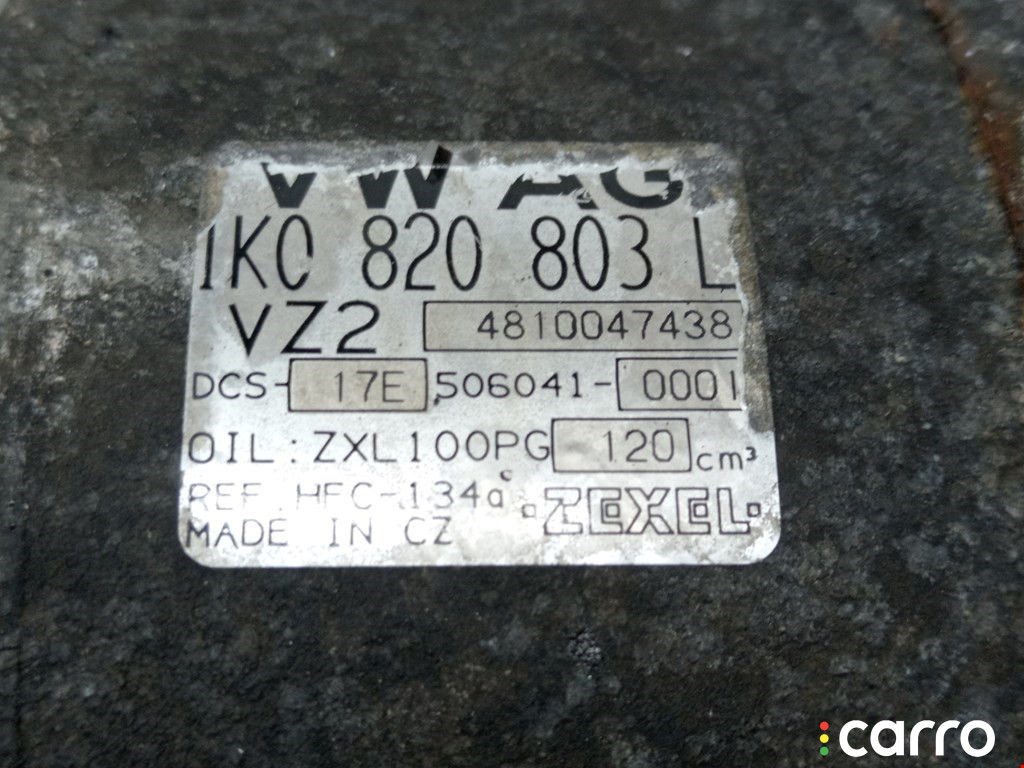 VW AG
1K0 820 803 L
VZ2 4810047438
DCS-17E,506041-0001
OIL: ZXL100PG 120 cm³
REF. HFC-134a ZEXEL
MADE IN CZ
carro